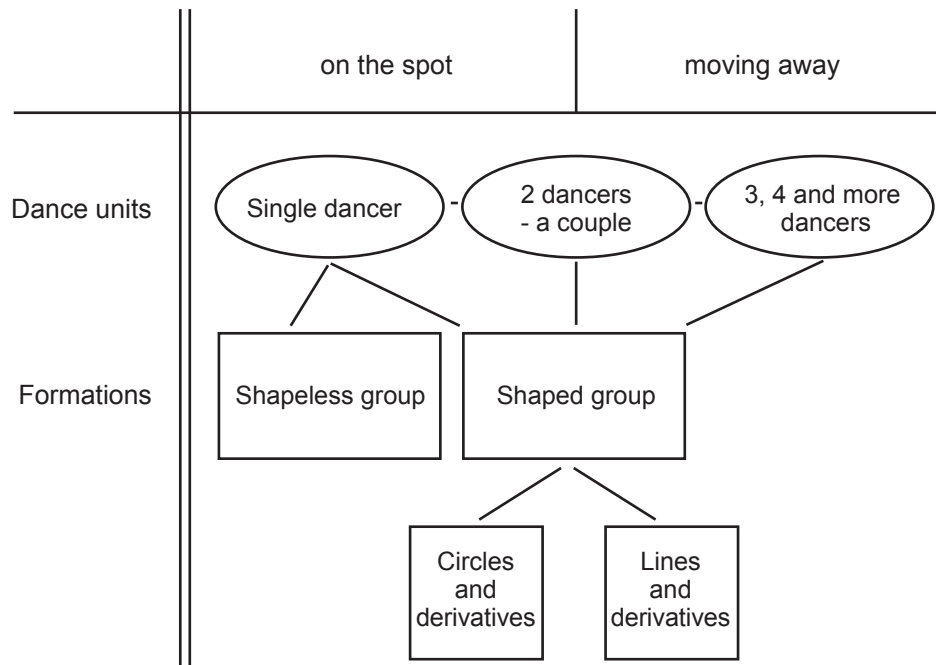 on the spot
moving away
Dance units
Single dancer
-
2 dancers
- a couple
-
3, 4 and more
dancers
Formations
Shapeless group
Shaped group
Circles
and
derivatives
Lines
and
derivatives